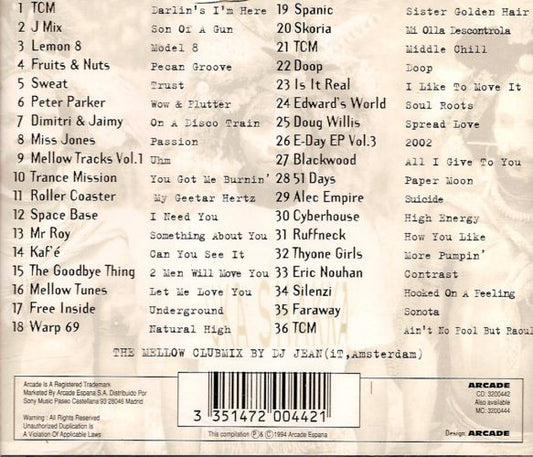 1 TCM Darlin's I'm Here
2 J Mix Son Of A Gun
3 Lemon 8 Model 8
4 Fruits & Nuts Pecan Groove
5 Sweat Trust
6 Peter Parker Wow & Flutter
7 Dimitri & Jaimy On A Disco Train
8 Miss Jones Passion
9 Mellow Tracks Vol.1 Uhm
10 Trance Mission You Got Me Burnin'
11 Roller Coaster My Geetar Hertz
12 Space Base I Need You
13 Mr Roy Something About You
14 Kaf'é Can You See It
15 The Goodbye Thing 2 Men Will Move You
16 Mellow Tunes Let Me Love You
17 Free Inside Underground
18 Warp 69 Natural High
19 Spanic Sister Golden Hair
20 Skoria Mi Olla Descontrola
21 TCM Middle Chill
22 Doop Doop
23 Is It Real I Like To Move It
24 Edward's World Soul Roots
25 Doug Willis Spread Love
26 E-Day EP Vol.3 2002
27 Blackwood All I Give To You
28 51 Days Paper Moon
29 Alec Empire Suicide
30 Cyberhouse High Energy
31 Ruffneck How You Like
32 Thyone Girls More Pumpin'
33 Eric Nouhan Contrast
34 Silenzi Hooked On A Feeling
35 Faraway Sonota
36 TCM Ain't No Pool But Raoul
THE MELLOW CLUBMIX BY DJ JEAN(iT,Amsterdam)
Arcade Is A Registered Trademark
Marketed By Arcade Espana S.A. Distribuido Por
Sony Music Paseo Castellana 93 28046 Madrid
Warning : All Rights Reserved
Unauthorized Duplication Is
A Violation Of Applicable Laws
3 351472 004421
This compilation Ⓟ & © 1994 Arcade Espana
ARCADE
CD: 3200442
Also available
MC: 3200444
Design: ARCADE